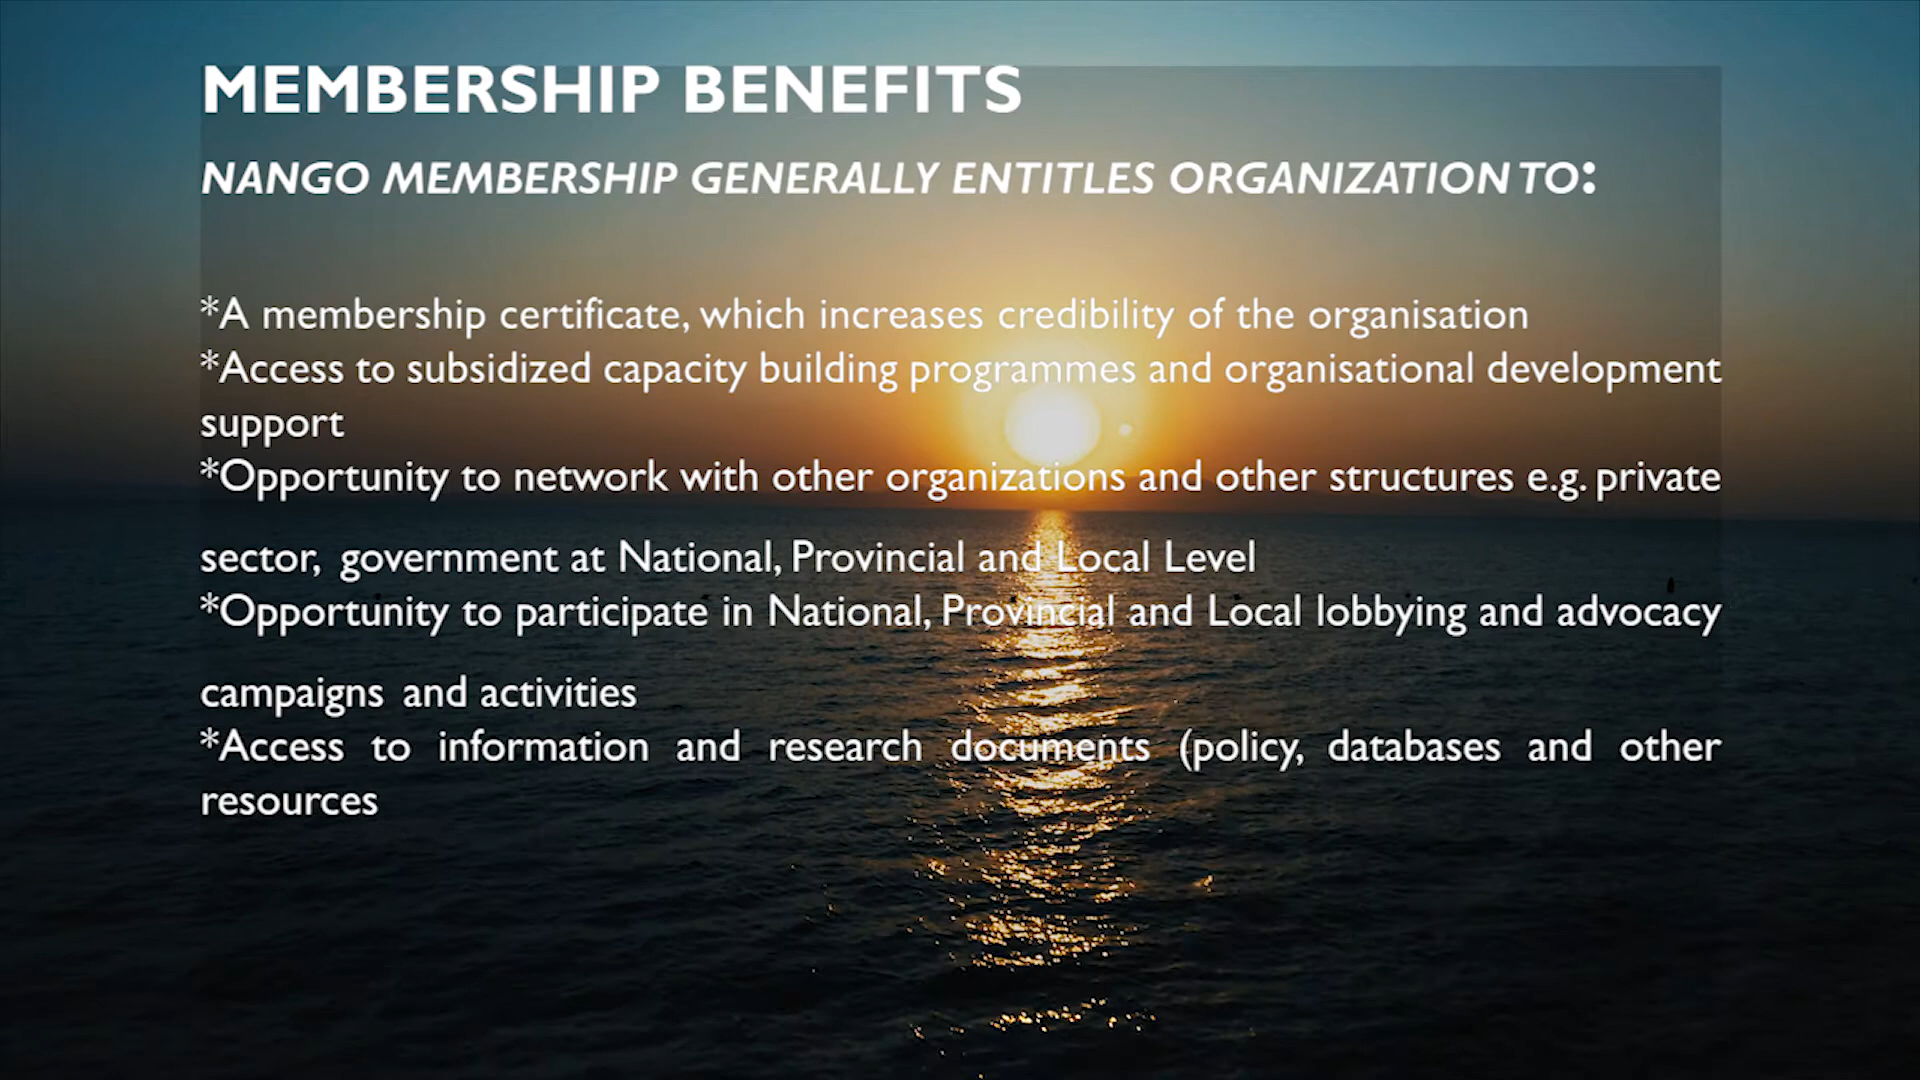 MEMBERSHIP BENEFITS
NANGO MEMBERSHIP GENERALLY ENTITLES ORGANIZATION TO:
*A membership certificate, which increases credibility of the organisation
*Access to subsidized capacity building programmes and organisational development
support
*Opportunity to network with other organizations and other structures e.g. private
sector, government at National, Provincial and Local Level
*Opportunity to participate in National, Provincial and Local lobbying and advocacy
campaigns and activities
*Access to information and research documents (policy, databases and other
resources